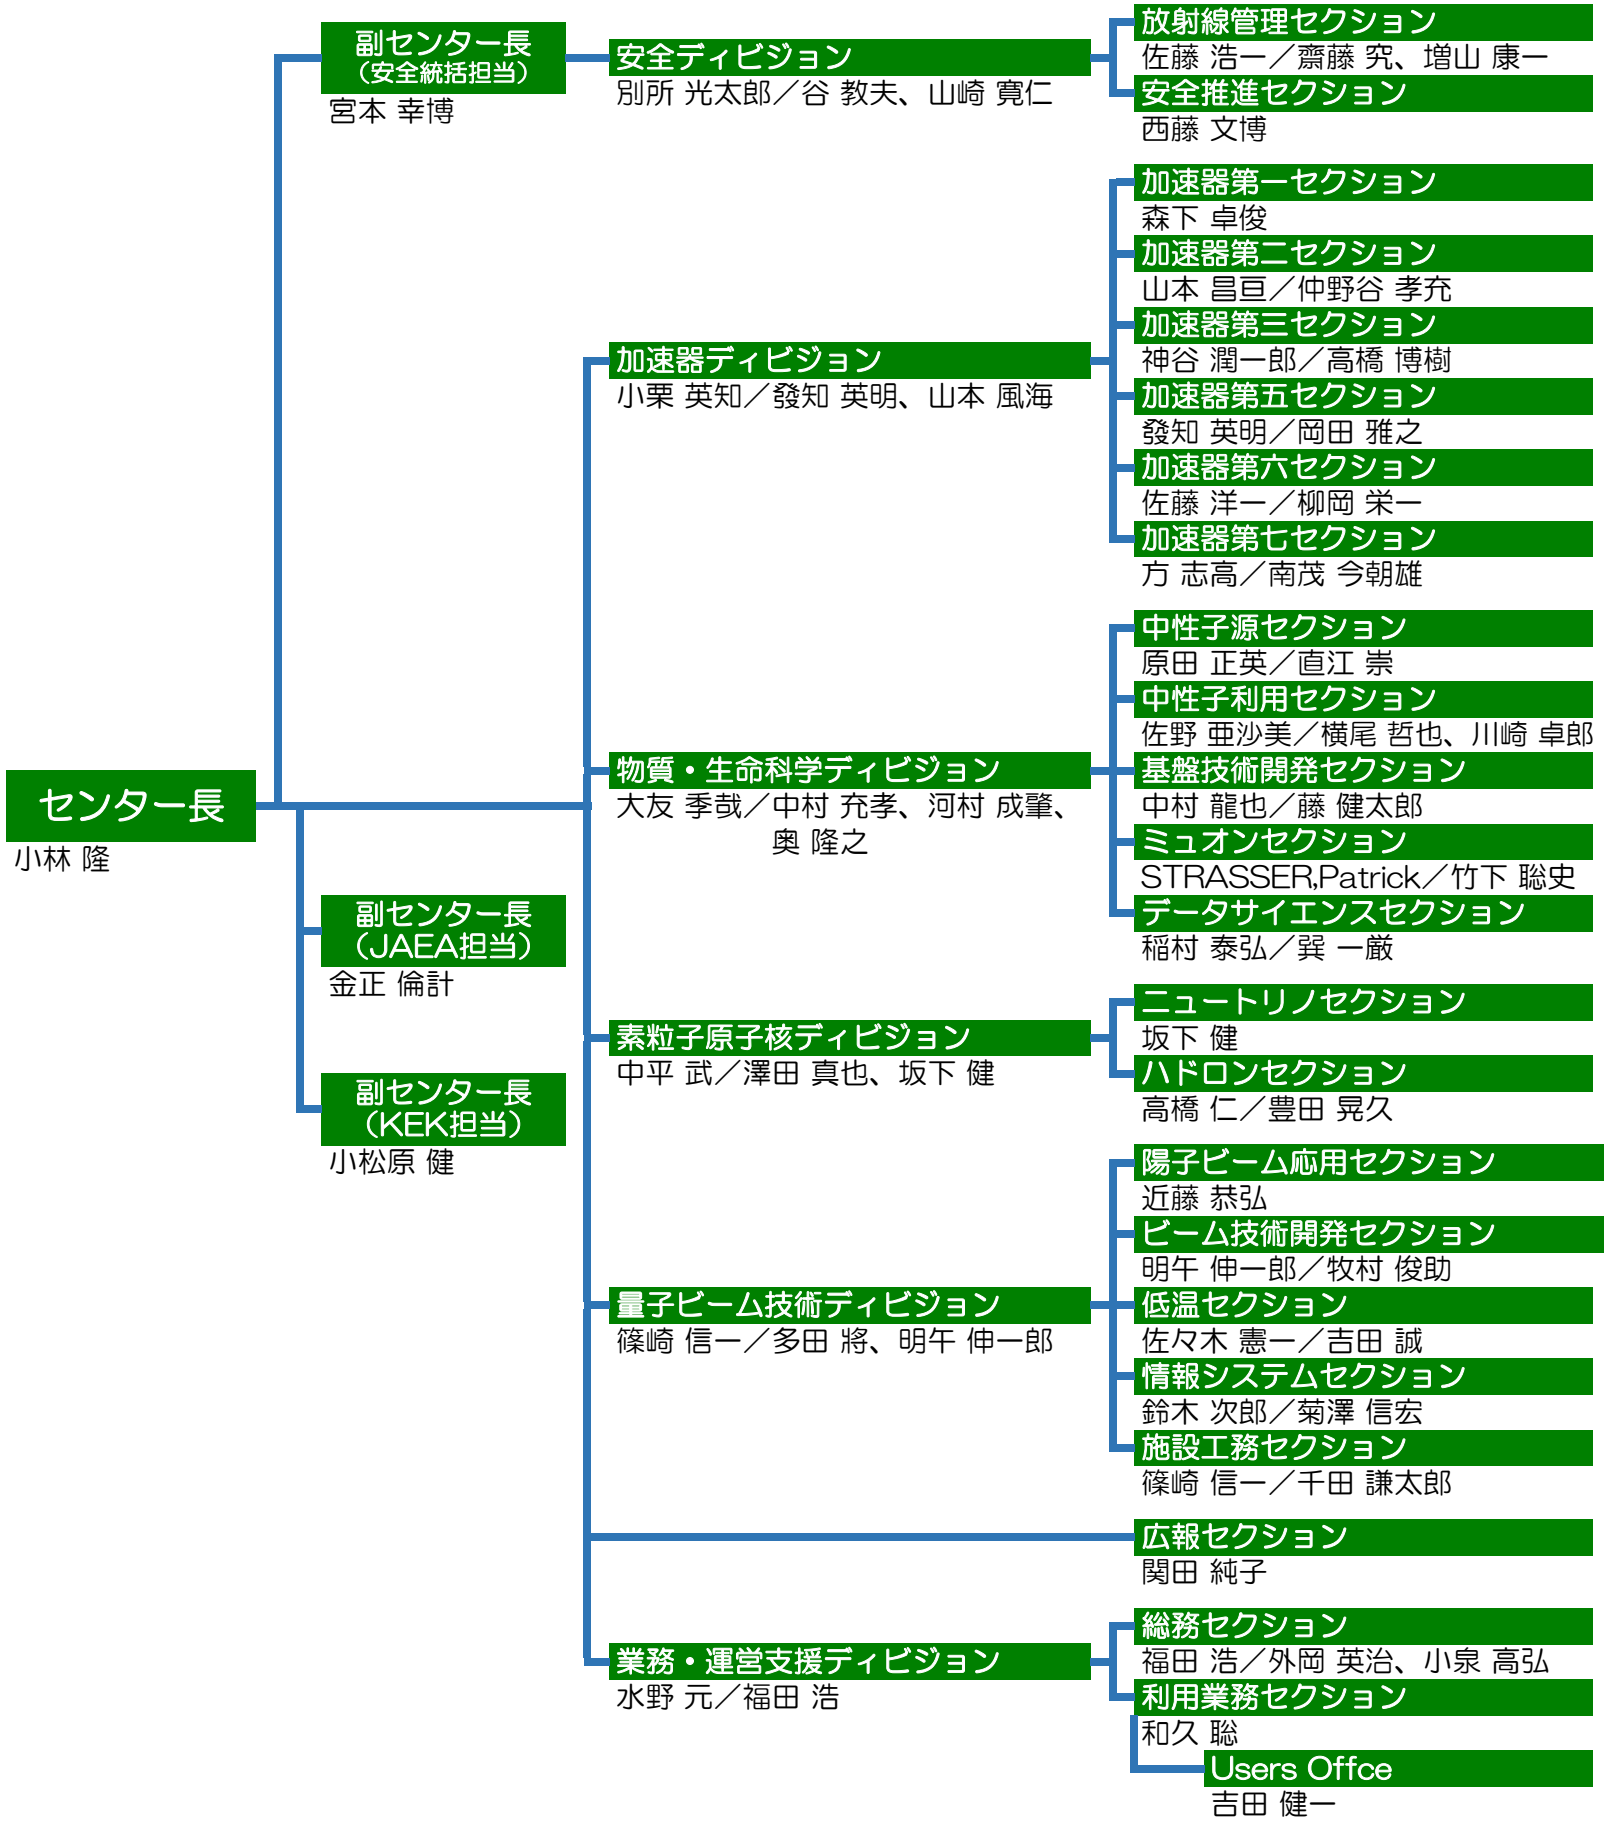 センター長
小林 隆
副センター長
（安全統括担当）
宮本 幸博
安全ディビジョン
別所 光太郎／谷 教夫、山崎 寛仁
放射線管理セクション
佐藤 浩一／齋藤 究、増山 康一
安全推進セクション
西藤 文博
副センター長
（JAEA担当）
金正 倫計
副センター長
（KEK担当）
小松原 健
加速器ディビジョン
小栗 英知／發知 英明、山本 風海
加速器第一セクション
森下 卓俊
加速器第二セクション
山本 昌亘／仲野谷 孝充
加速器第三セクション
神谷 潤一郎／高橋 博樹
加速器第五セクション
發知 英明／岡田 雅之
加速器第六セクション
佐藤 洋一／柳岡 栄一
加速器第七セクション
方 志高／南茂 今朝雄
物質・生命科学ディビジョン
大友 季哉／中村 充孝、河村 成肇、
奥 隆之
中性子源セクション
原田 正英／直江 崇
中性子利用セクション
佐野 亜沙美／横尾 哲也、川崎 卓郎
基盤技術開発セクション
中村 龍也／藤 健太郎
ミュオンセクション
STRASSER,Patrick／竹下 聡史
データサイエンスセクション
稲村 泰弘／巽 一厳
素粒子原子核ディビジョン
中平 武／澤田 真也、坂下 健
ニュートリノセクション
坂下 健
ハドロンセクション
高橋 仁／豊田 晃久
量子ビーム技術ディビジョン
篠崎 信一／多田 將、明午 伸一郎
陽子ビーム応用セクション
近藤 恭弘
ビーム技術開発セクション
明午 伸一郎／牧村 俊助
低温セクション
佐々木 憲一／吉田 誠
情報システムセクション
鈴木 次郎／菊澤 信宏
施設工務セクション
篠崎 信一／千田 謙太郎
広報セクション
関田 純子
業務・運営支援ディビジョン
水野 元／福田 浩
総務セクション
福田 浩／外岡 英治、小泉 高弘
利用業務セクション
和久 聡
Users Offce
吉田 健一